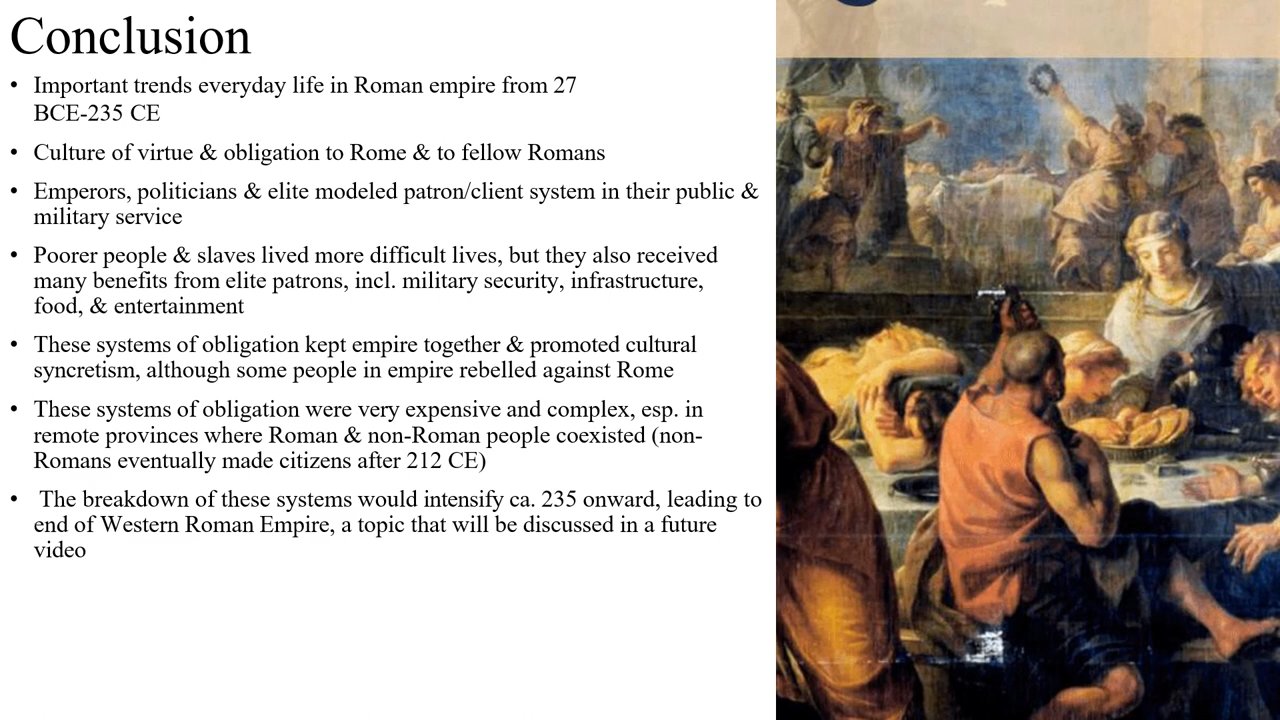 Conclusion
• Important trends everyday life in Roman empire from 27
BCE-235 CE
• Culture of virtue & obligation to Rome & to fellow Romans
• Emperors, politicians & elite modeled patron/client system in their public &
military service
• Poorer people & slaves lived more difficult lives, but they also received
many benefits from elite patrons, incl. military security, infrastructure,
food, & entertainment
• These systems of obligation kept empire together & promoted cultural
syncretism, although some people in empire rebelled against Rome
• These systems of obligation were very expensive and complex, esp. in
remote provinces where Roman & non-Roman people coexisted (non-
Romans eventually made citizens after 212 CE)
• The breakdown of these systems would intensify ca. 235 onward, leading to
end of Western Roman Empire, a topic that will be discussed in a future
video